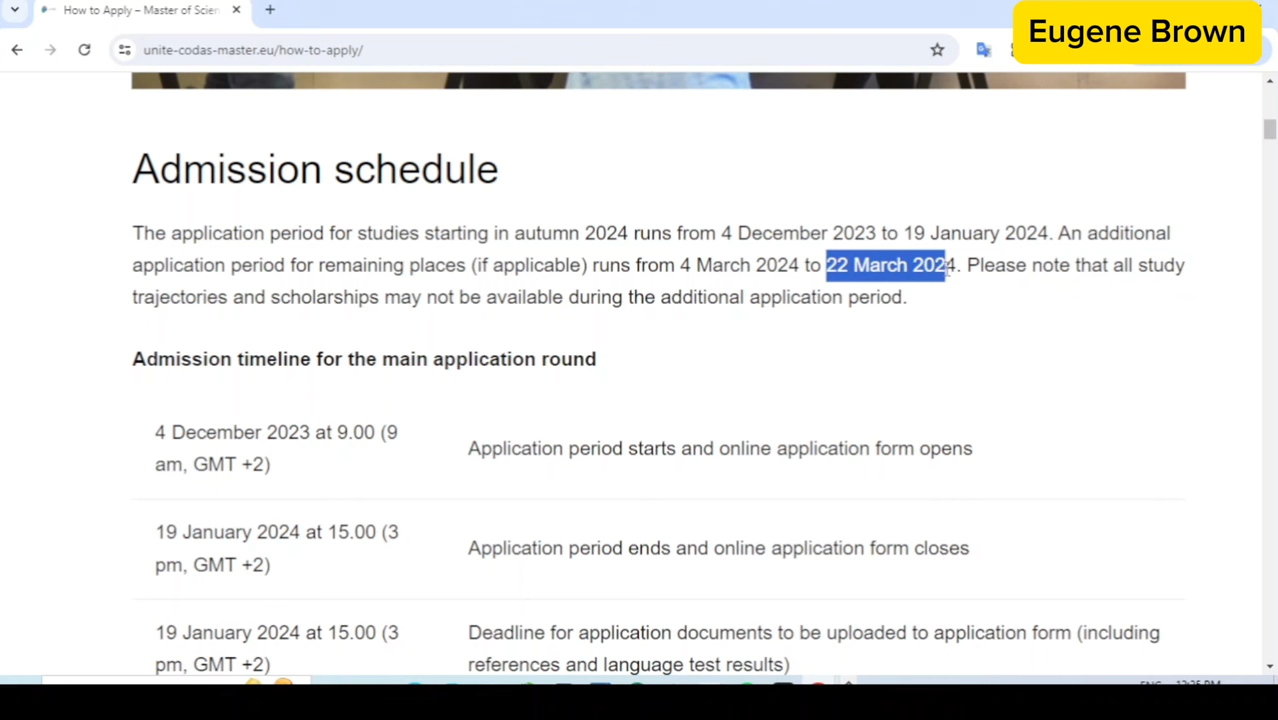 How to Apply – Master of Scien
Eugene Brown
unite-codas-master.eu/how-to-apply/
Admission schedule
The application period for studies starting in autumn 2024 runs from 4 December 2023 to 19 January 2024. An additional
application period for remaining places (if applicable) runs from 4 March 2024 to 22 March 2024. Please note that all study
trajectories and scholarships may not be available during the additional application period.
Admission timeline for the main application round
4 December 2023 at 9.00 (9
am, GMT +2)
Application period starts and online application form opens
19 January 2024 at 15.00 (3
pm, GMT +2)
Application period ends and online application form closes
19 January 2024 at 15.00 (3
pm, GMT +2)
Deadline for application documents to be uploaded to application form (including
references and language test results)